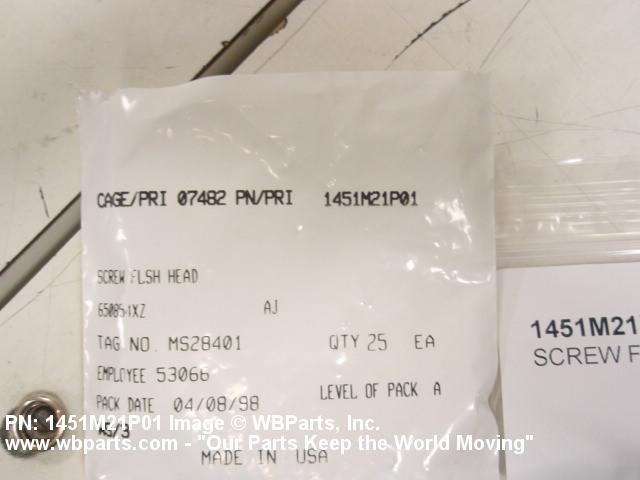 CAGE/PRI 07482 PN/PRI 1451M21P01
SCREW FLSH HEAD
AJ
TAG NO. MS28401 QTY 25 EA
EMPLOYEE 53066
LEVEL OF PACK A
PACK DATE 04/08/98
MADE IN USA
1451M21
SCREW F
PN: 1451M21P01 Image © WBParts, Inc.
www.wbparts.com - "Our Parts Keep the World Moving"